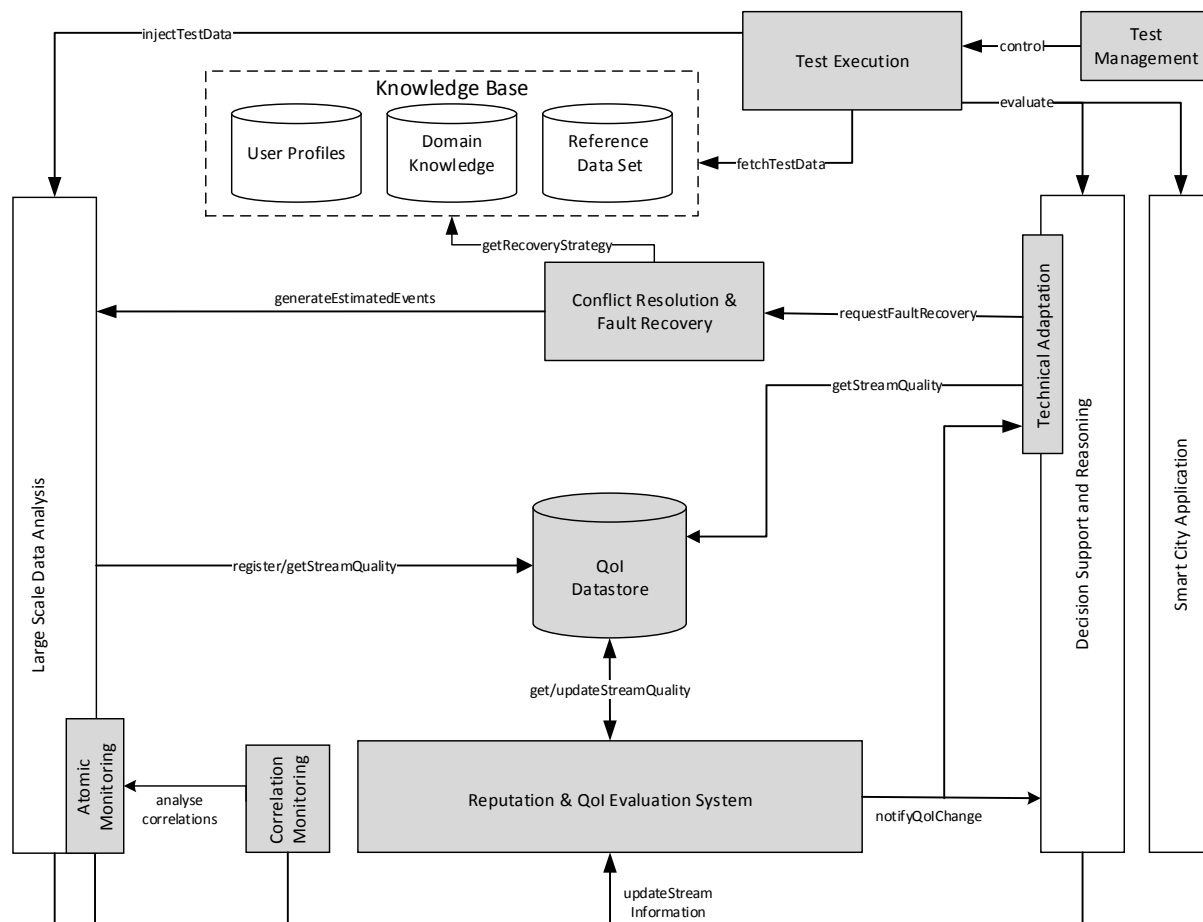 injectTestData
Test Execution
control
Test
Management
evaluate
Knowledge Base
User Profiles
Domain
Knowledge
Reference
Data Set
fetchTestData
getRecoveryStrategy
generateEstimatedEvents
Conflict Resolution &
Fault Recovery
requestFaultRecovery
Technical Adaptation
getStreamQuality
Large Scale Data Analysis
Decision Support and Reasoning
Smart City Application
register/getStreamQuality
QoI
Datastore
get/updateStreamQuality
Atomic
Monitoring
analyse
correlations
Correlation
Monitoring
Reputation & QoI Evaluation System
notifyQoIChange
updateStream
Information